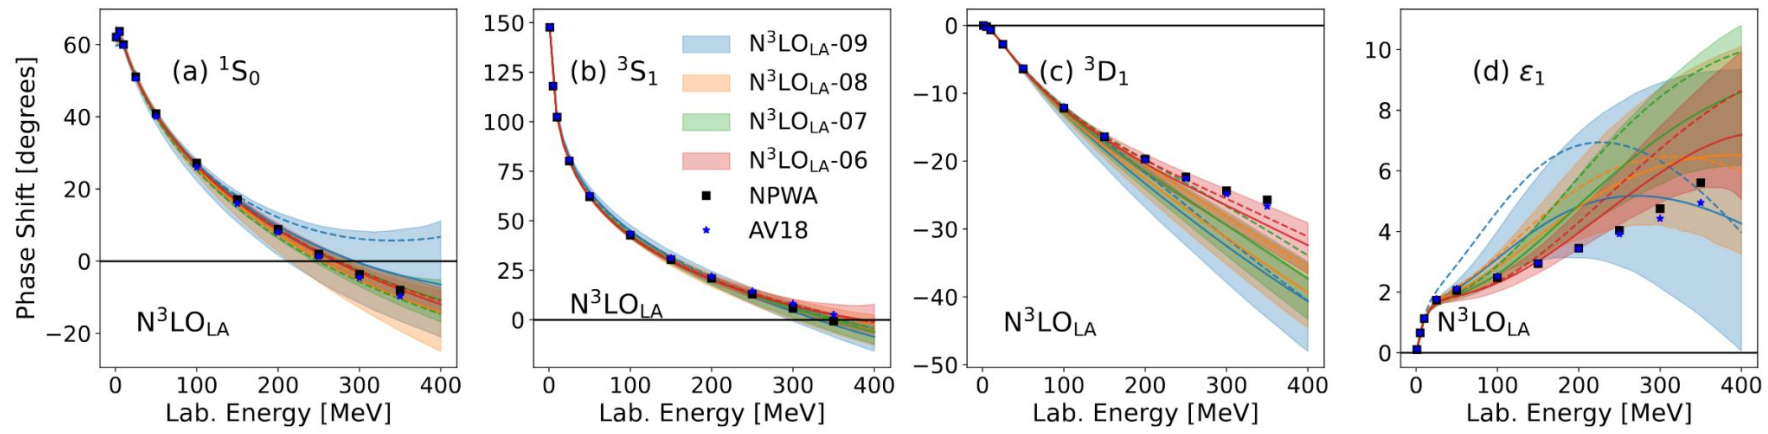 Phase Shift [degrees]
60
40
20
0
−20
(a) ¹S₀
N³LO_LA
0
100
200
300
400
Lab. Energy [MeV]
150
125
100
75
50
25
0
(b) ³S₁
N³LO_LA-09
N³LO_LA-08
N³LO_LA-07
N³LO_LA-06
NPWA
AV18
N³LO_LA
0
100
200
300
400
Lab. Energy [MeV]
0
−10
−20
−30
−40
−50
(c) ³D₁
N³LO_LA
0
100
200
300
400
Lab. Energy [MeV]
10
8
6
4
2
0
(d) ε₁
N³LO_LA
0
100
200
300
400
Lab. Energy [MeV]